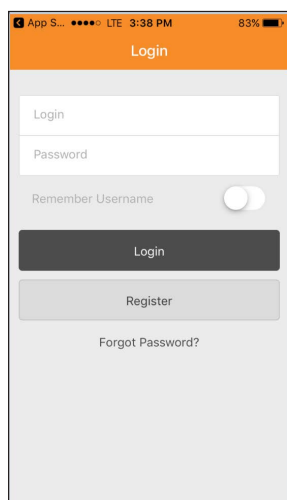 App S... LTE 3:38 PM 83%
Login
Login
Password
Remember Username
Login
Register
Forgot Password?